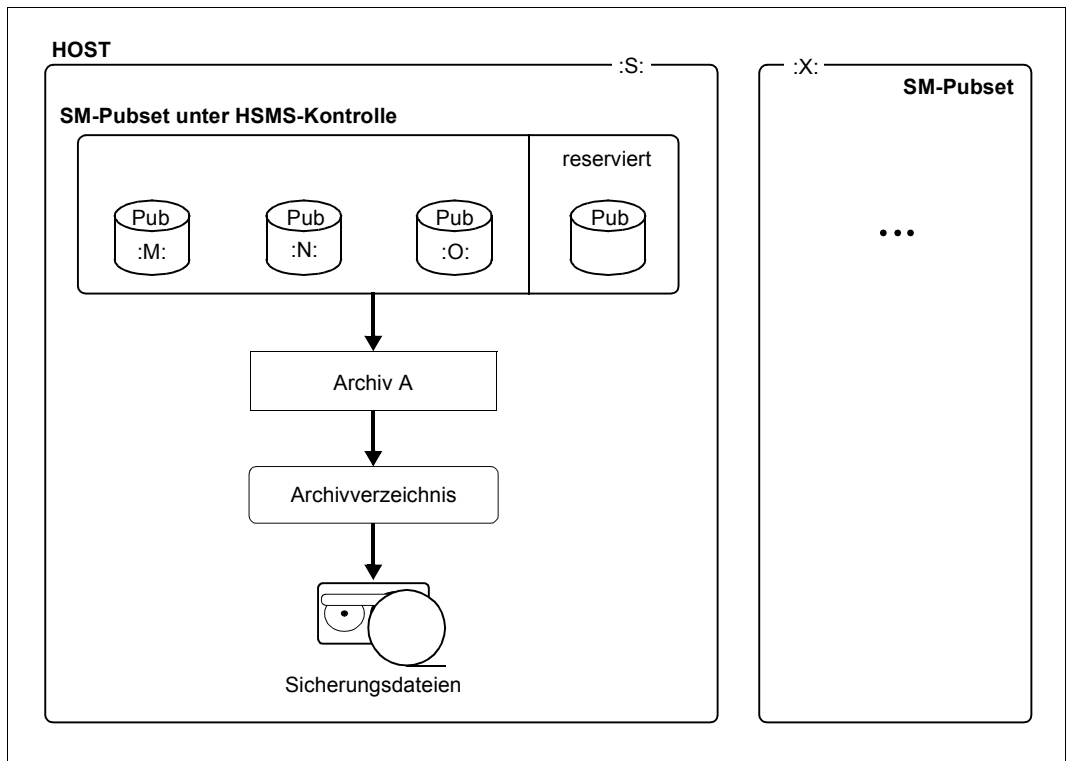 HOST
:S:
:X:
SM-Pubset
SM-Pubset unter HSMS-Kontrolle
reserviert
Pub
:M:
Pub
:N:
Pub
:O:
Pub
...
Archiv A
Archivverzeichnis
Sicherungsdateien